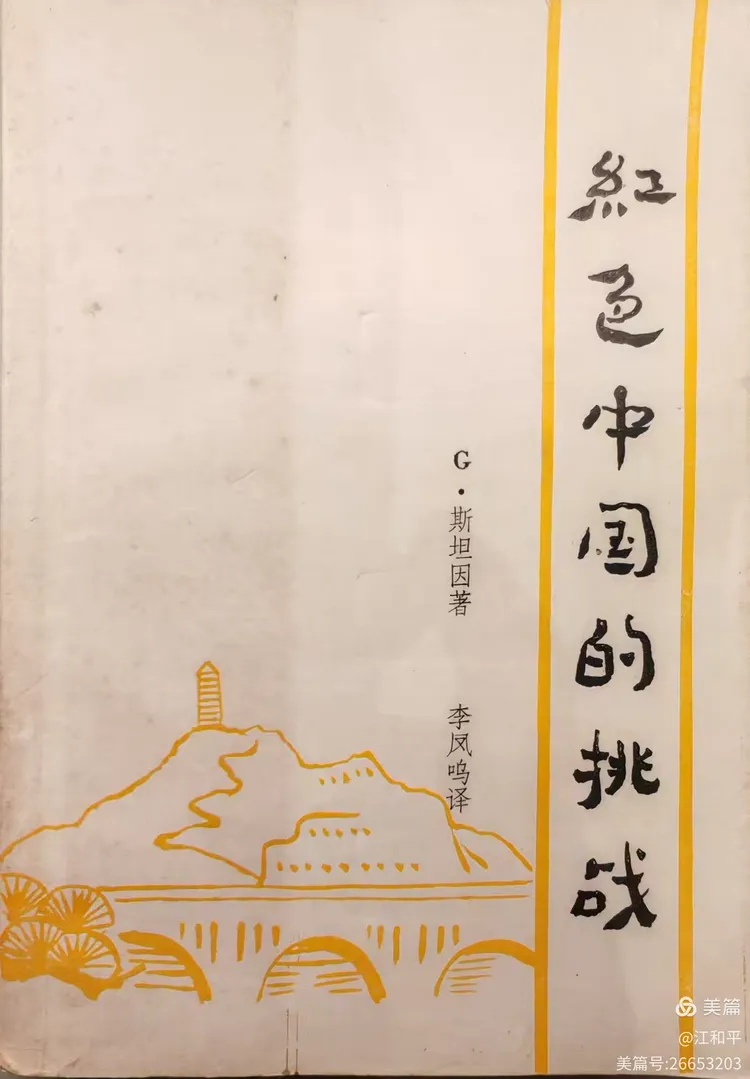 紅色中国的挑战
G·斯坦因著
李凤鸣译
美篇
@江和平
美篇号:26653203